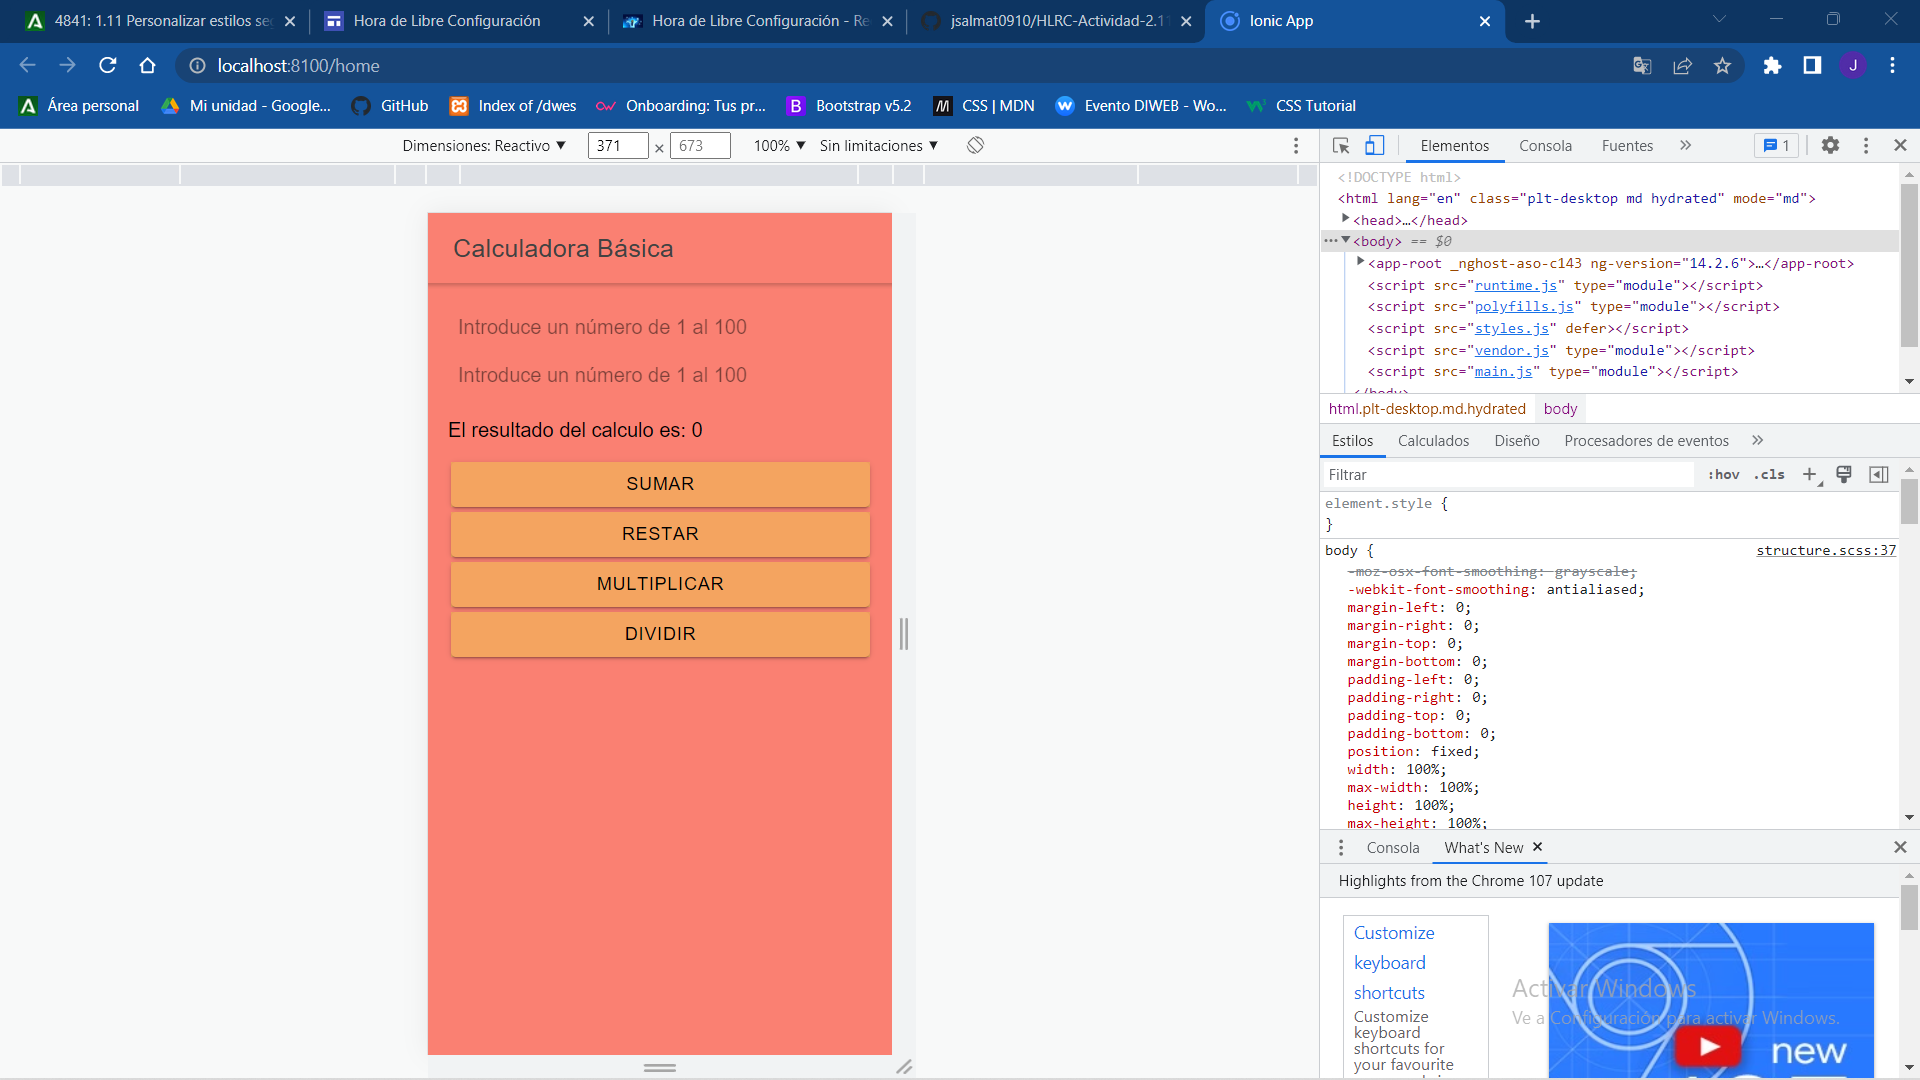 4841: 1.11 Personalizar estilos se
Hora de Libre Configuración
Hora de Libre Configuración - Re
jsalmat0910/HLRC-Actividad-2.1
Ionic App
localhost:8100/home
J
Área personal
Mi unidad - Google...
GitHub
Index of /dwes
Onboarding: Tus pr...
Bootstrap v5.2
CSS | MDN
Evento DIWEB - Wo...
CSS Tutorial
Dimensiones: Reactivo
371
×
673
100%
Sin limitaciones
Elementos
Consola
Fuentes
1
<!DOCTYPE html>
<html lang="en" class="plt-desktop md hydrated" mode="md">
<head>…</head>
<body> == $0
<app-root _nghost-aso-c143 ng-version="14.2.6">…</app-root>
<script src="runtime.js" type="module"></script>
<script src="polyfills.js" type="module"></script>
<script src="styles.js" defer></script>
<script src="vendor.js" type="module"></script>
<script src="main.js" type="module"></script>
</body>
html.plt-desktop.md.hydrated
body
Estilos
Calculados
Diseño
Procesadores de eventos
Filtrar
:hov
.cls
element.style {
}
body {
structure.scss:37
-moz-osx-font-smoothing: grayscale;
-webkit-font-smoothing: antialiased;
margin-left: 0;
margin-right: 0;
margin-top: 0;
margin-bottom: 0;
padding-left: 0;
padding-right: 0;
padding-top: 0;
padding-bottom: 0;
position: fixed;
width: 100%;
max-width: 100%;
height: 100%;
max-height: 100%;
Calculadora Básica
Introduce un número de 1 al 100
Introduce un número de 1 al 100
El resultado del calculo es: 0
SUMAR
RESTAR
MULTIPLICAR
DIVIDIR
Consola
What's New
Highlights from the Chrome 107 update
Customize
keyboard
shortcuts
Customize
keyboard
shortcuts for
your favourite
Activar Windows
Ve a Configuración para activar Windows.
new